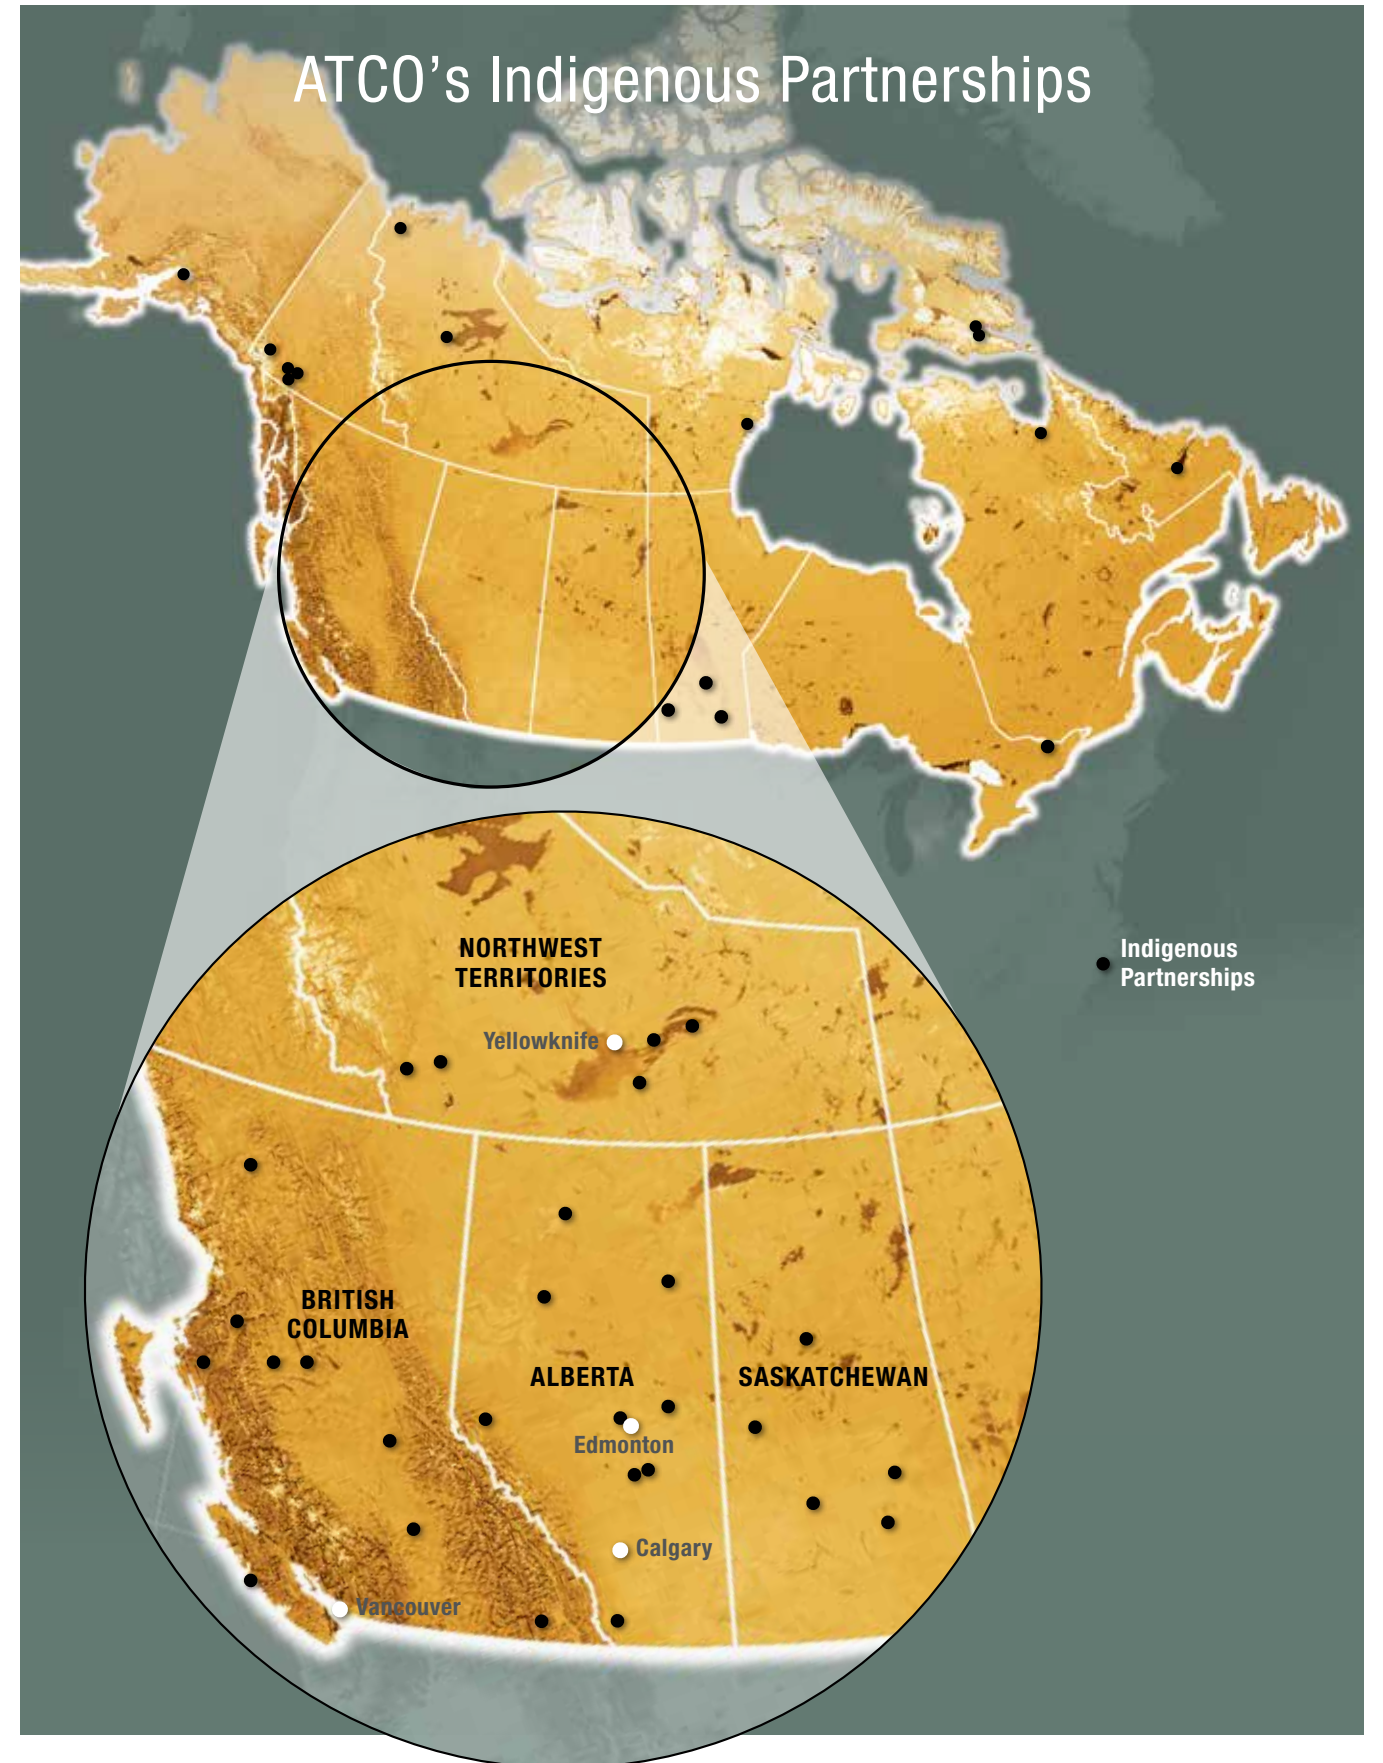 ATCO's Indigenous Partnerships
NORTHWEST
TERRITORIES
Yellowknife
Indigenous
Partnerships
BRITISH
COLUMBIA
ALBERTA
SASKATCHEWAN
Edmonton
Calgary
Vancouver